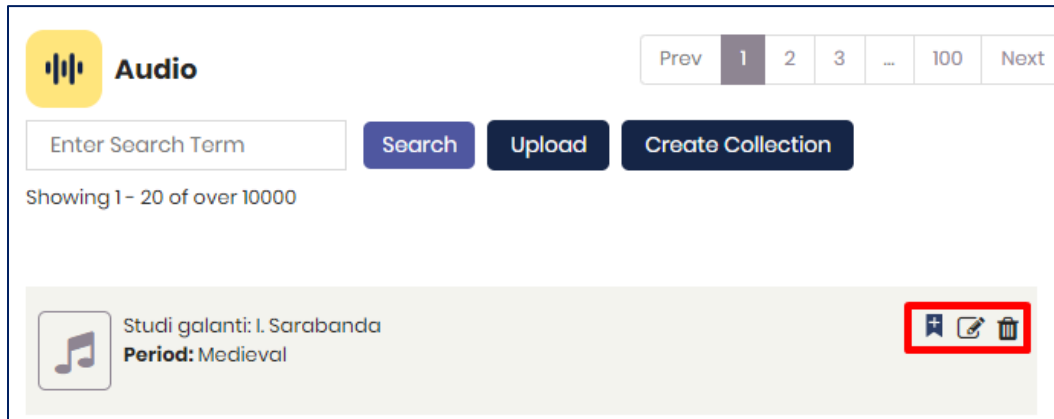 Audio
Prev 1 2 3 ... 100 Next
Enter Search Term Search Upload Create Collection
Showing 1 - 20 of over 10000
Studi galanti: I. Sarabanda
Period: Medieval